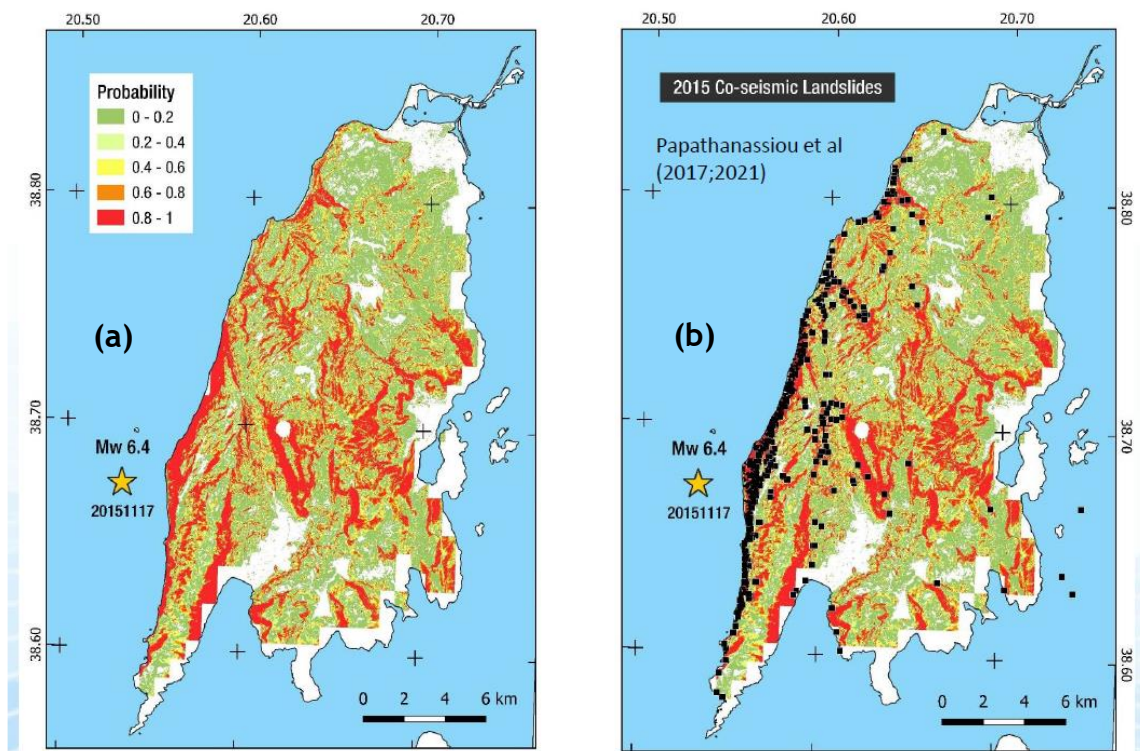 20.50 20.60 20.70
Probability
0 - 0.2
0.2 - 0.4
0.4 - 0.6
0.6 - 0.8
0.8 - 1
38.80
(a)
38.70
Mw 6.4
20151117
38.60
0 2 4 6 km
20.50 20.60 20.70
2015 Co-seismic Landslides
Papathanassiou et al
(2017;2021)
38.80
(b)
38.70
Mw 6.4
20151117
38.60
0 2 4 6 km